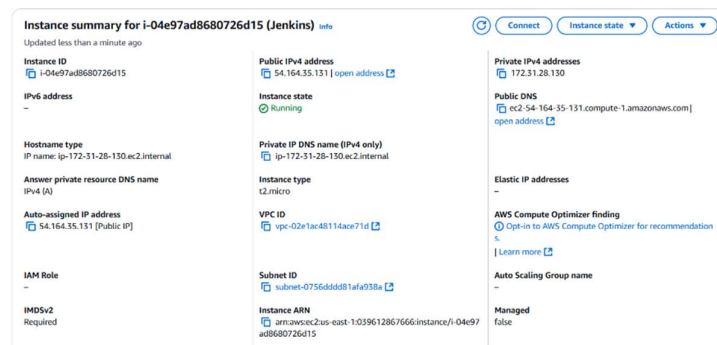 Instance summary for i-04e97ad8680726d15 (Jenkins) Info
Connect
Instance state
Actions
Updated less than a minute ago
Instance ID
i-04e97ad8680726d15
Public IPv4 address
54.164.35.131 | open address
Private IPv4 addresses
172.31.28.130
IPv6 address
–
Instance state
Running
Public DNS
ec2-54-164-35-131.compute-1.amazonaws.com |
open address
Hostname type
IP name: ip-172-31-28-130.ec2.internal
Private IP DNS name (IPv4 only)
ip-172-31-28-130.ec2.internal
Answer private resource DNS name
IPv4 (A)
Instance type
t2.micro
Elastic IP addresses
–
Auto-assigned IP address
54.164.35.131 [Public IP]
VPC ID
vpc-02e1ac48114ace71d
AWS Compute Optimizer finding
Opt-in to AWS Compute Optimizer for recommendation
s.
| Learn more
IAM Role
–
Subnet ID
subnet-0756dddd81afa938a
Auto Scaling Group name
–
IMDSv2
Required
Instance ARN
arn:aws:ec2:us-east-1:039612867666:instance/i-04e97
ad8680726d15
Managed
false